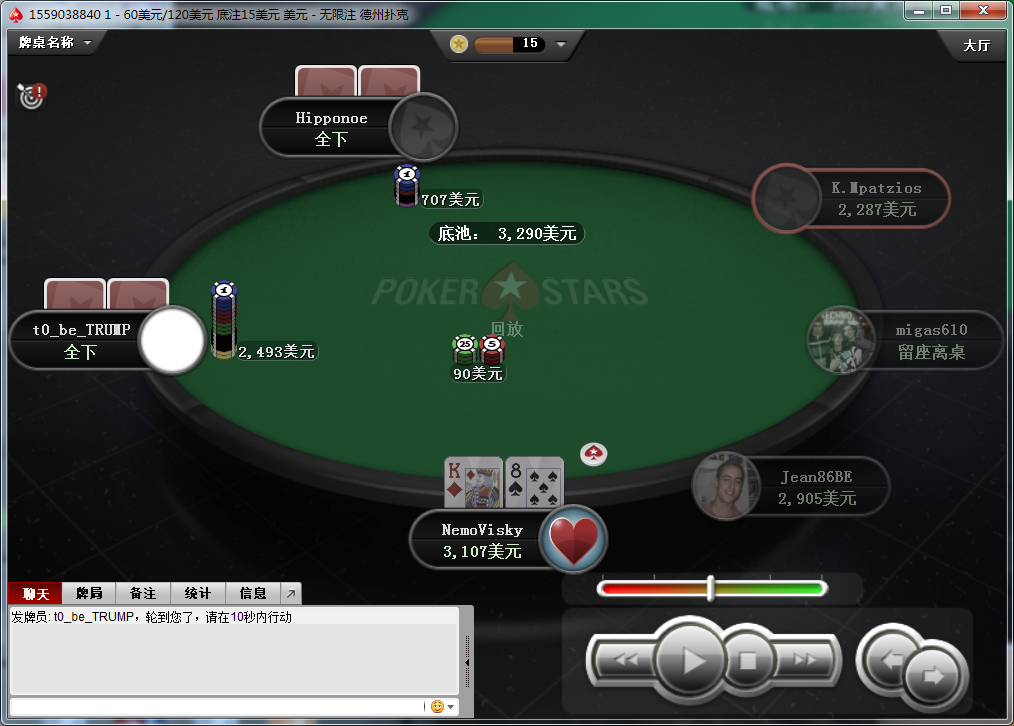 1559038840 1 - 60美元/120美元 底注15美元 美元 - 无限注 德州扑克
牌桌名称
15
大厅
Hipponoe
全下
707美元
K.Mpatzios
2,287美元
底池： 3,290美元
POKER STARS
t0_be_TRUMP
全下
2,493美元
回放
25 5
90美元
migas610
留座离桌
TECHNO
K 8
Jean86BE
2,905美元
NemoVisky
3,107美元
聊天 牌局 备注 统计 信息
发牌员: t0_be_TRUMP，轮到您了，请在10秒内行动